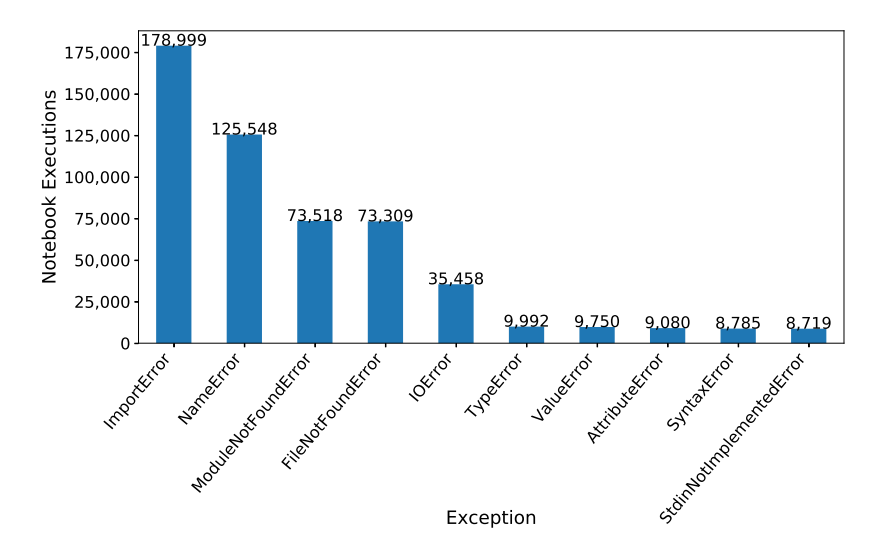 Notebook Executions
175,000
150,000
125,000
100,000
75,000
50,000
25,000
0
178,999
125,548
73,518
73,309
35,458
9,992
9,750
9,080
8,785
8,719
ImportError
NameError
ModuleNotFoundError
FileNotFoundError
IOError
TypeError
ValueError
AttributeError
SyntaxError
StdinNotImplementedError
Exception